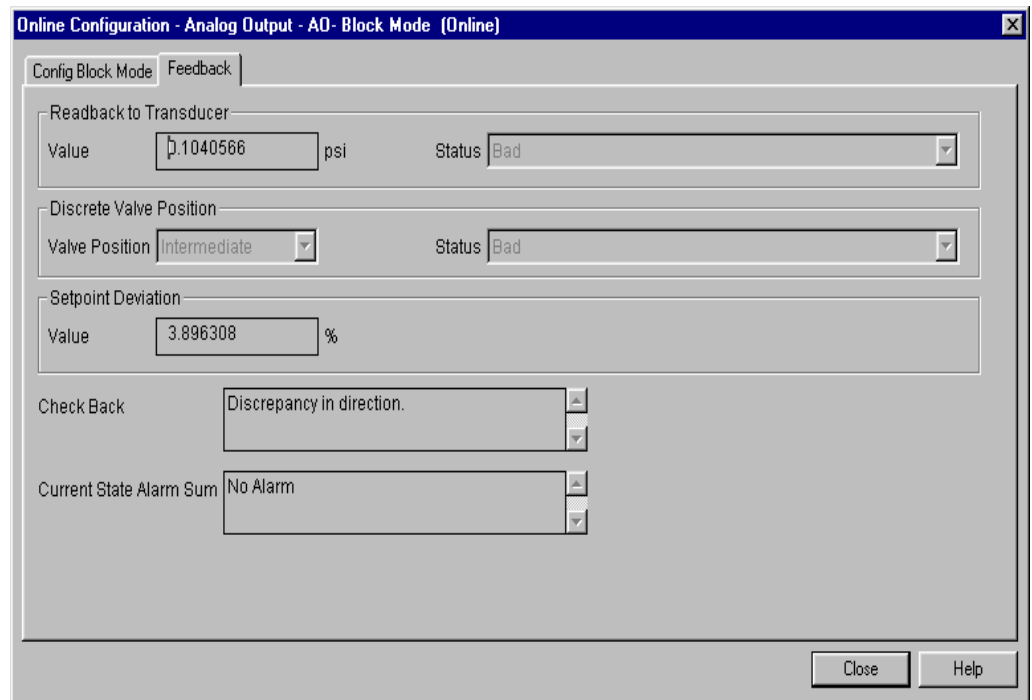 Online Configuration - Analog Output - AO- Block Mode (Online)
Config Block Mode Feedback
Readback to Transducer
Value 0.1040566 psi Status Bad
Discrete Valve Position
Valve Position Intermediate Status Bad
Setpoint Deviation
Value 3.896308 %
Check Back Discrepancy in direction.
Current State Alarm Sum No Alarm
Close Help